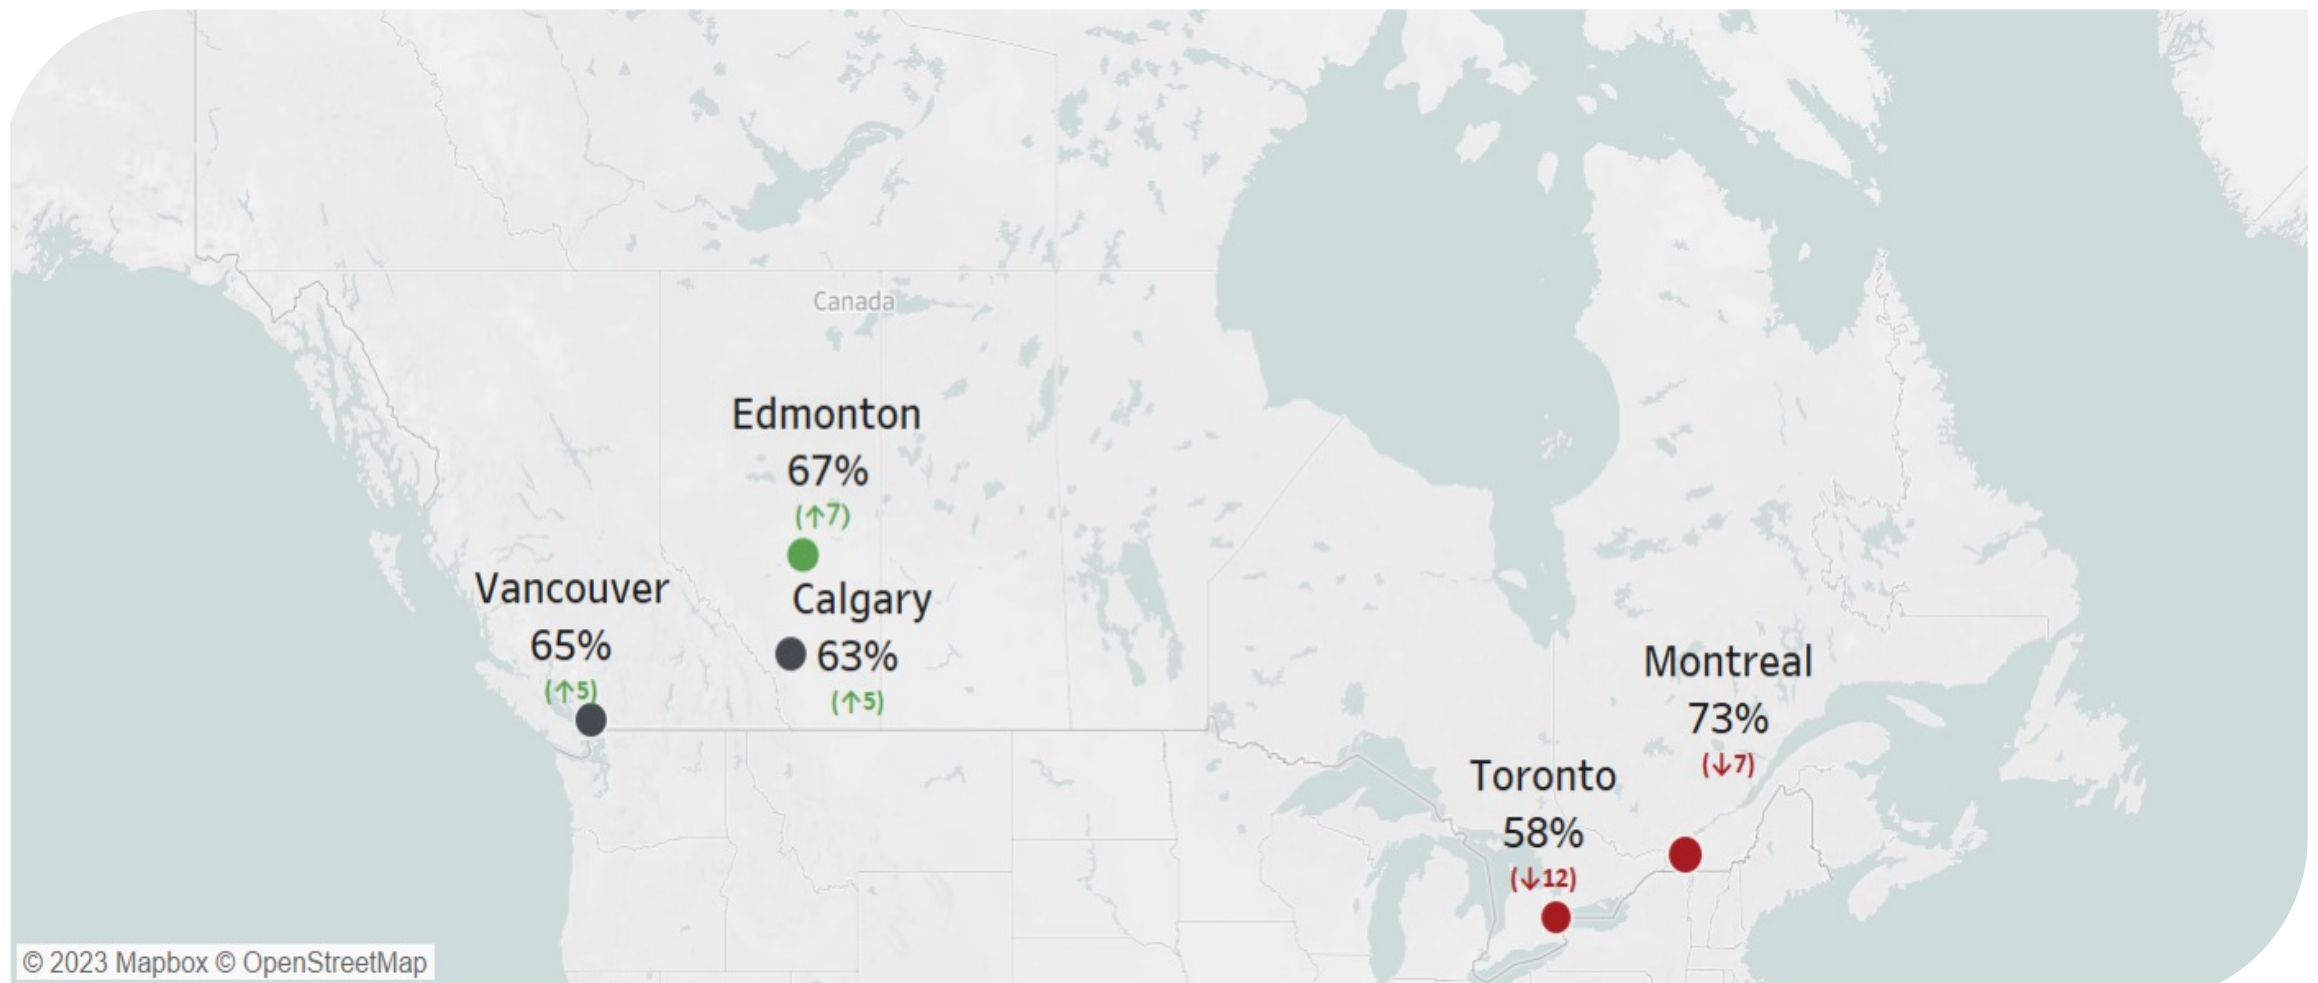 Canada
Edmonton
67%
(↑7)
Vancouver
65%
(↑5)
Calgary
63%
(↑5)
Montreal
73%
(↓7)
Toronto
58%
(↓12)
© 2023 Mapbox © OpenStreetMap